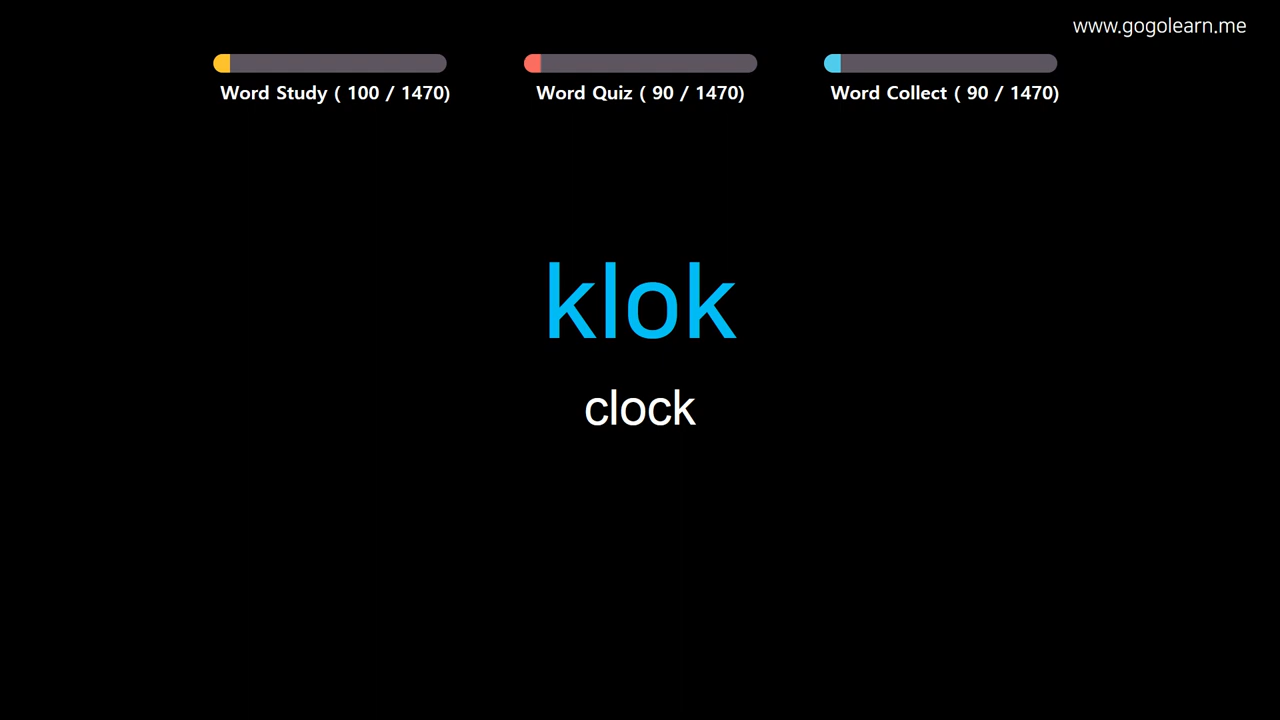 www.gogolearn.me
Word Study ( 100 / 1470)
Word Quiz ( 90 / 1470)
Word Collect ( 90 / 1470)
klok
clock